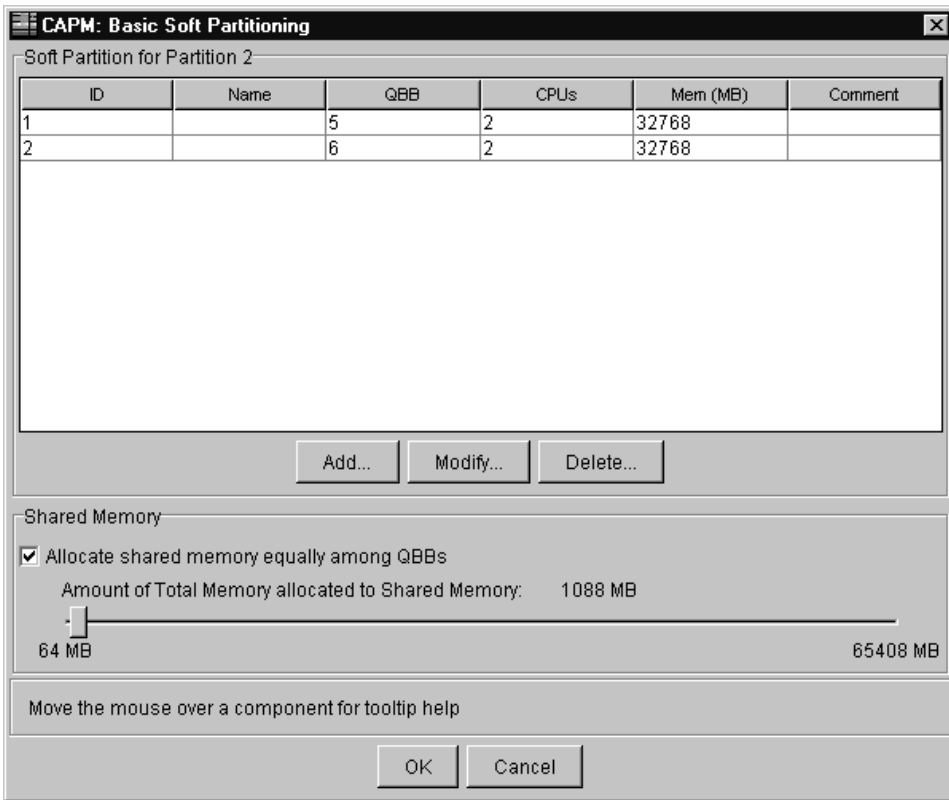 CAPM: Basic Soft Partitioning
Soft Partition for Partition 2
ID Name QBB CPUs Mem (MB) Comment
1 5 2 32768
2 6 2 32768
Add... Modify... Delete...
Shared Memory
Allocate shared memory equally among QBBs
Amount of Total Memory allocated to Shared Memory: 1088 MB
64 MB 65408 MB
Move the mouse over a component for tooltip help
OK Cancel